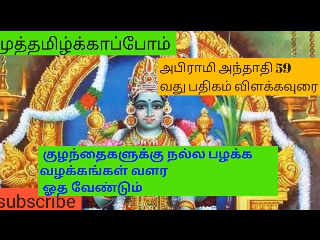 முத்தமிழ்க்காப்போம்
அபிராமி அந்தாதி 59
வது பதிகம் விளக்கவுரை
குழந்தைகளுக்கு நல்ல பழக்க
வழக்கங்கள் வளர
ஓத வேண்டும்
subscribe